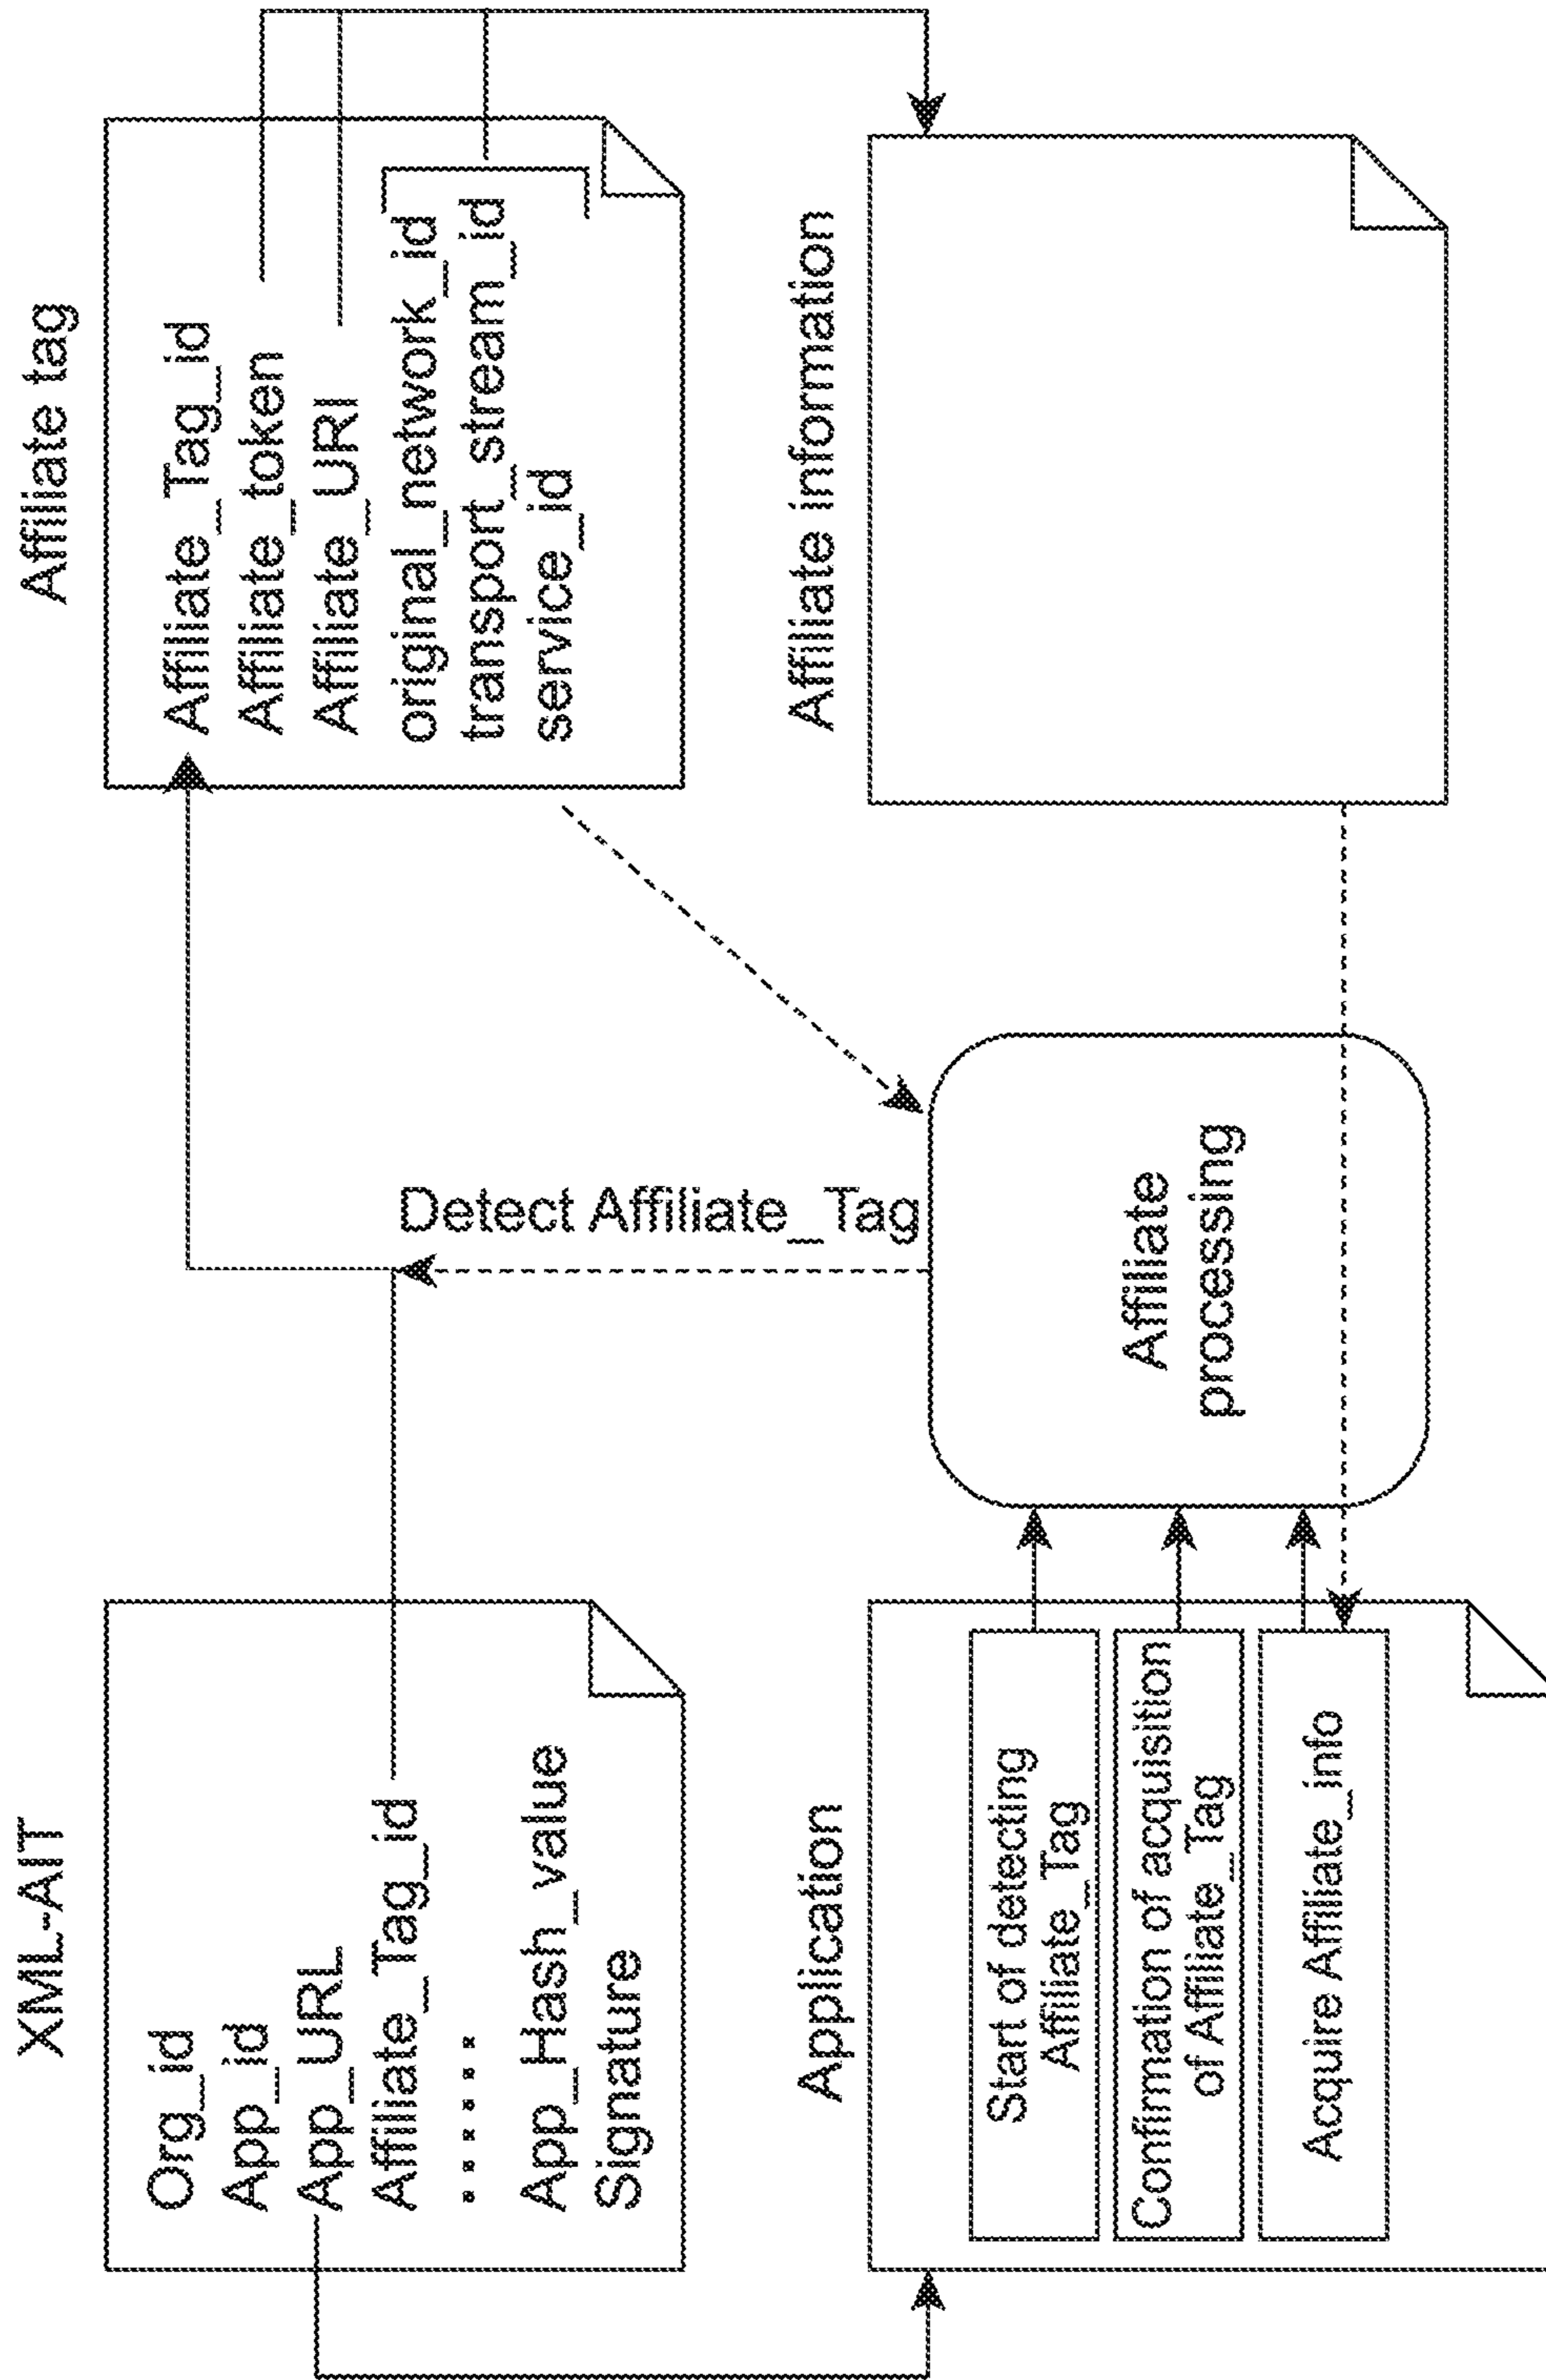 XML-AIT
Org_id
App_id
App_URL
Affiliate_Tag_id
......
App_Hash_value
Signature
Affiliate tag
Affiliate_Tag_id
Affiliate_token
Affiliate_URI
original_network_id
transport_stream_id
service_id
Detect Affiliate_Tag
Application
Start of detecting
Affiliate_Tag
Confirmation of acquisition
of Affiliate_Tag
Acquire Affiliate_info
Affiliate
processing
Affiliate information